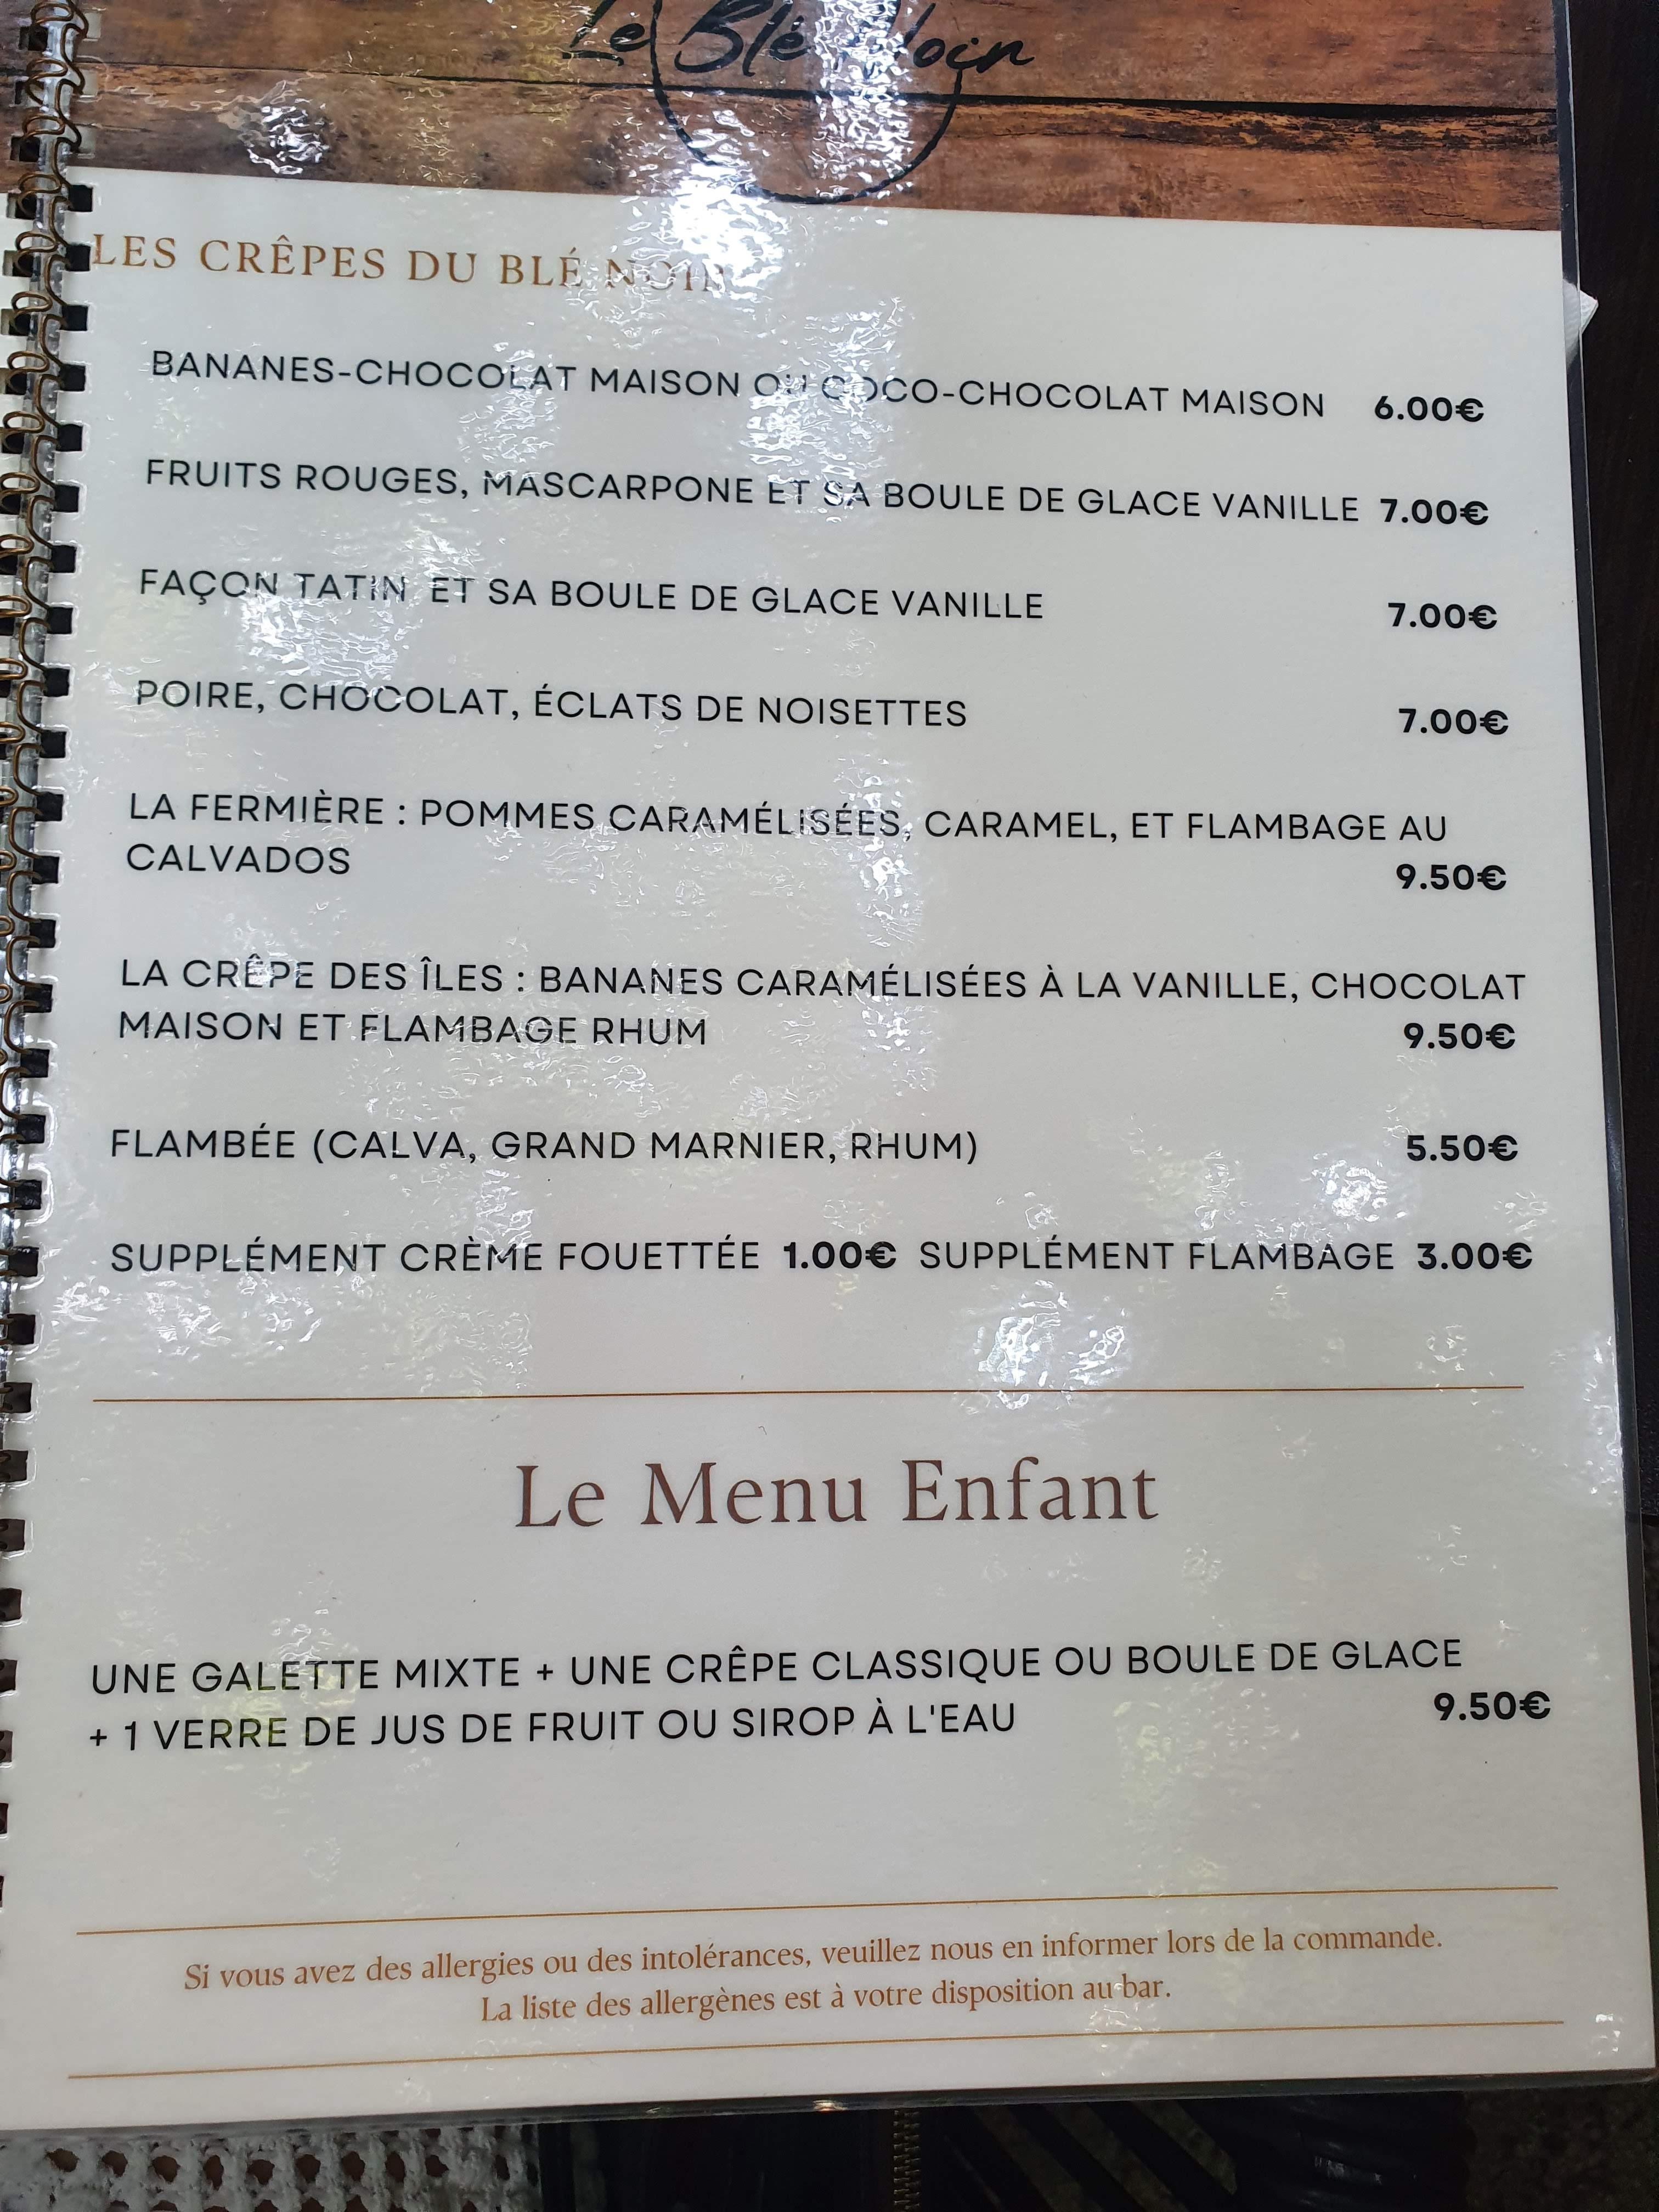 Le Blé Noir
LES CRÊPES DU BLÉ NOIR
BANANES-CHOCOLAT MAISON OU COCO-CHOCOLAT MAISON 6.00€
FRUITS ROUGES, MASCARPONE ET SA BOULE DE GLACE VANILLE 7.00€
FAÇON TATIN ET SA BOULE DE GLACE VANILLE 7.00€
POIRE, CHOCOLAT, ÉCLATS DE NOISETTES 7.00€
LA FERMIÈRE : POMMES CARAMÉLISÉES, CARAMEL, ET FLAMBAGE AU
CALVADOS 9.50€
LA CRÊPE DES ÎLES : BANANES CARAMÉLISÉES À LA VANILLE, CHOCOLAT
MAISON ET FLAMBAGE RHUM 9.50€
FLAMBÉE (CALVA, GRAND MARNIER, RHUM) 5.50€
SUPPLÉMENT CRÈME FOUETTÉE 1.00€ SUPPLÉMENT FLAMBAGE 3.00€
Le Menu Enfant
UNE GALETTE MIXTE + UNE CRÊPE CLASSIQUE OU BOULE DE GLACE
+ 1 VERRE DE JUS DE FRUIT OU SIROP À L'EAU 9.50€
Si vous avez des allergies ou des intolérances, veuillez nous en informer lors de la commande.
La liste des allergènes est à votre disposition au bar.